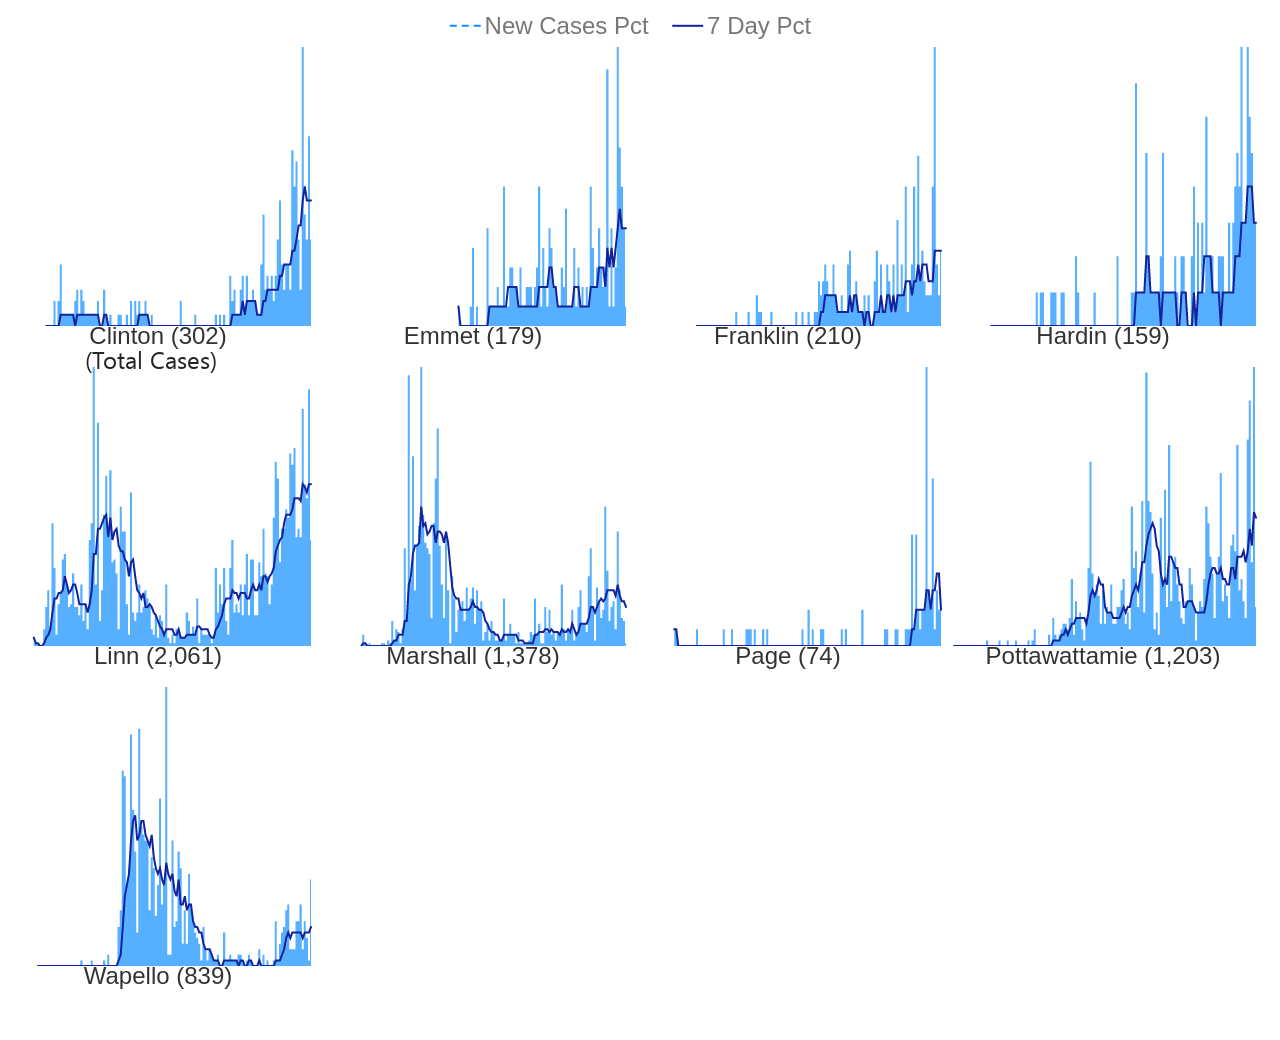 New Cases Pct 7 Day Pct
Clinton (302) Emmet (179) Franklin (210) Hardin (159)
(Total Cases)
Linn (2,061) Marshall (1,378) Page (74) Pottawattamie (1,203)
Wapello (839)